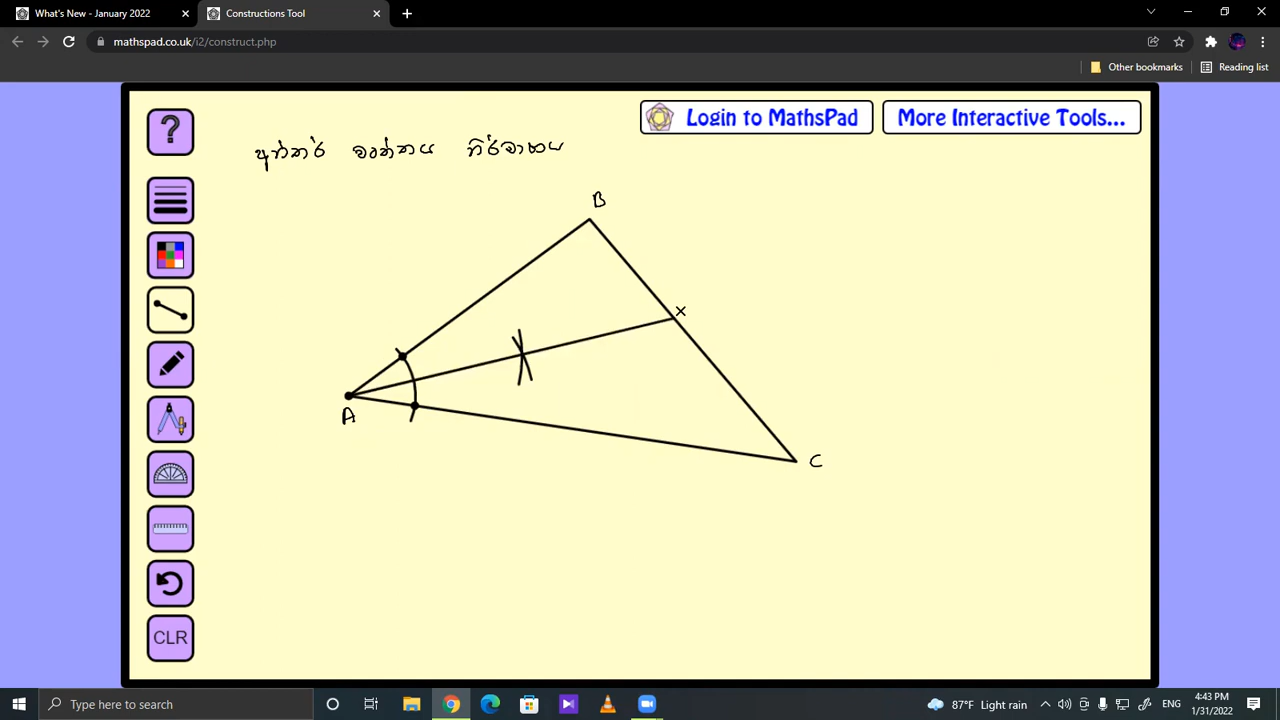 What's New - January 2022
Constructions Tool
mathspad.co.uk/i2/construct.php
Other bookmarks
Reading list
?
Login to MathsPad
More Interactive Tools...
අන්තර් වෘත්තය නිර්මාණය
B
X
A
C
CLR
Type here to search
87°F Light rain
4:43 PM
1/31/2022